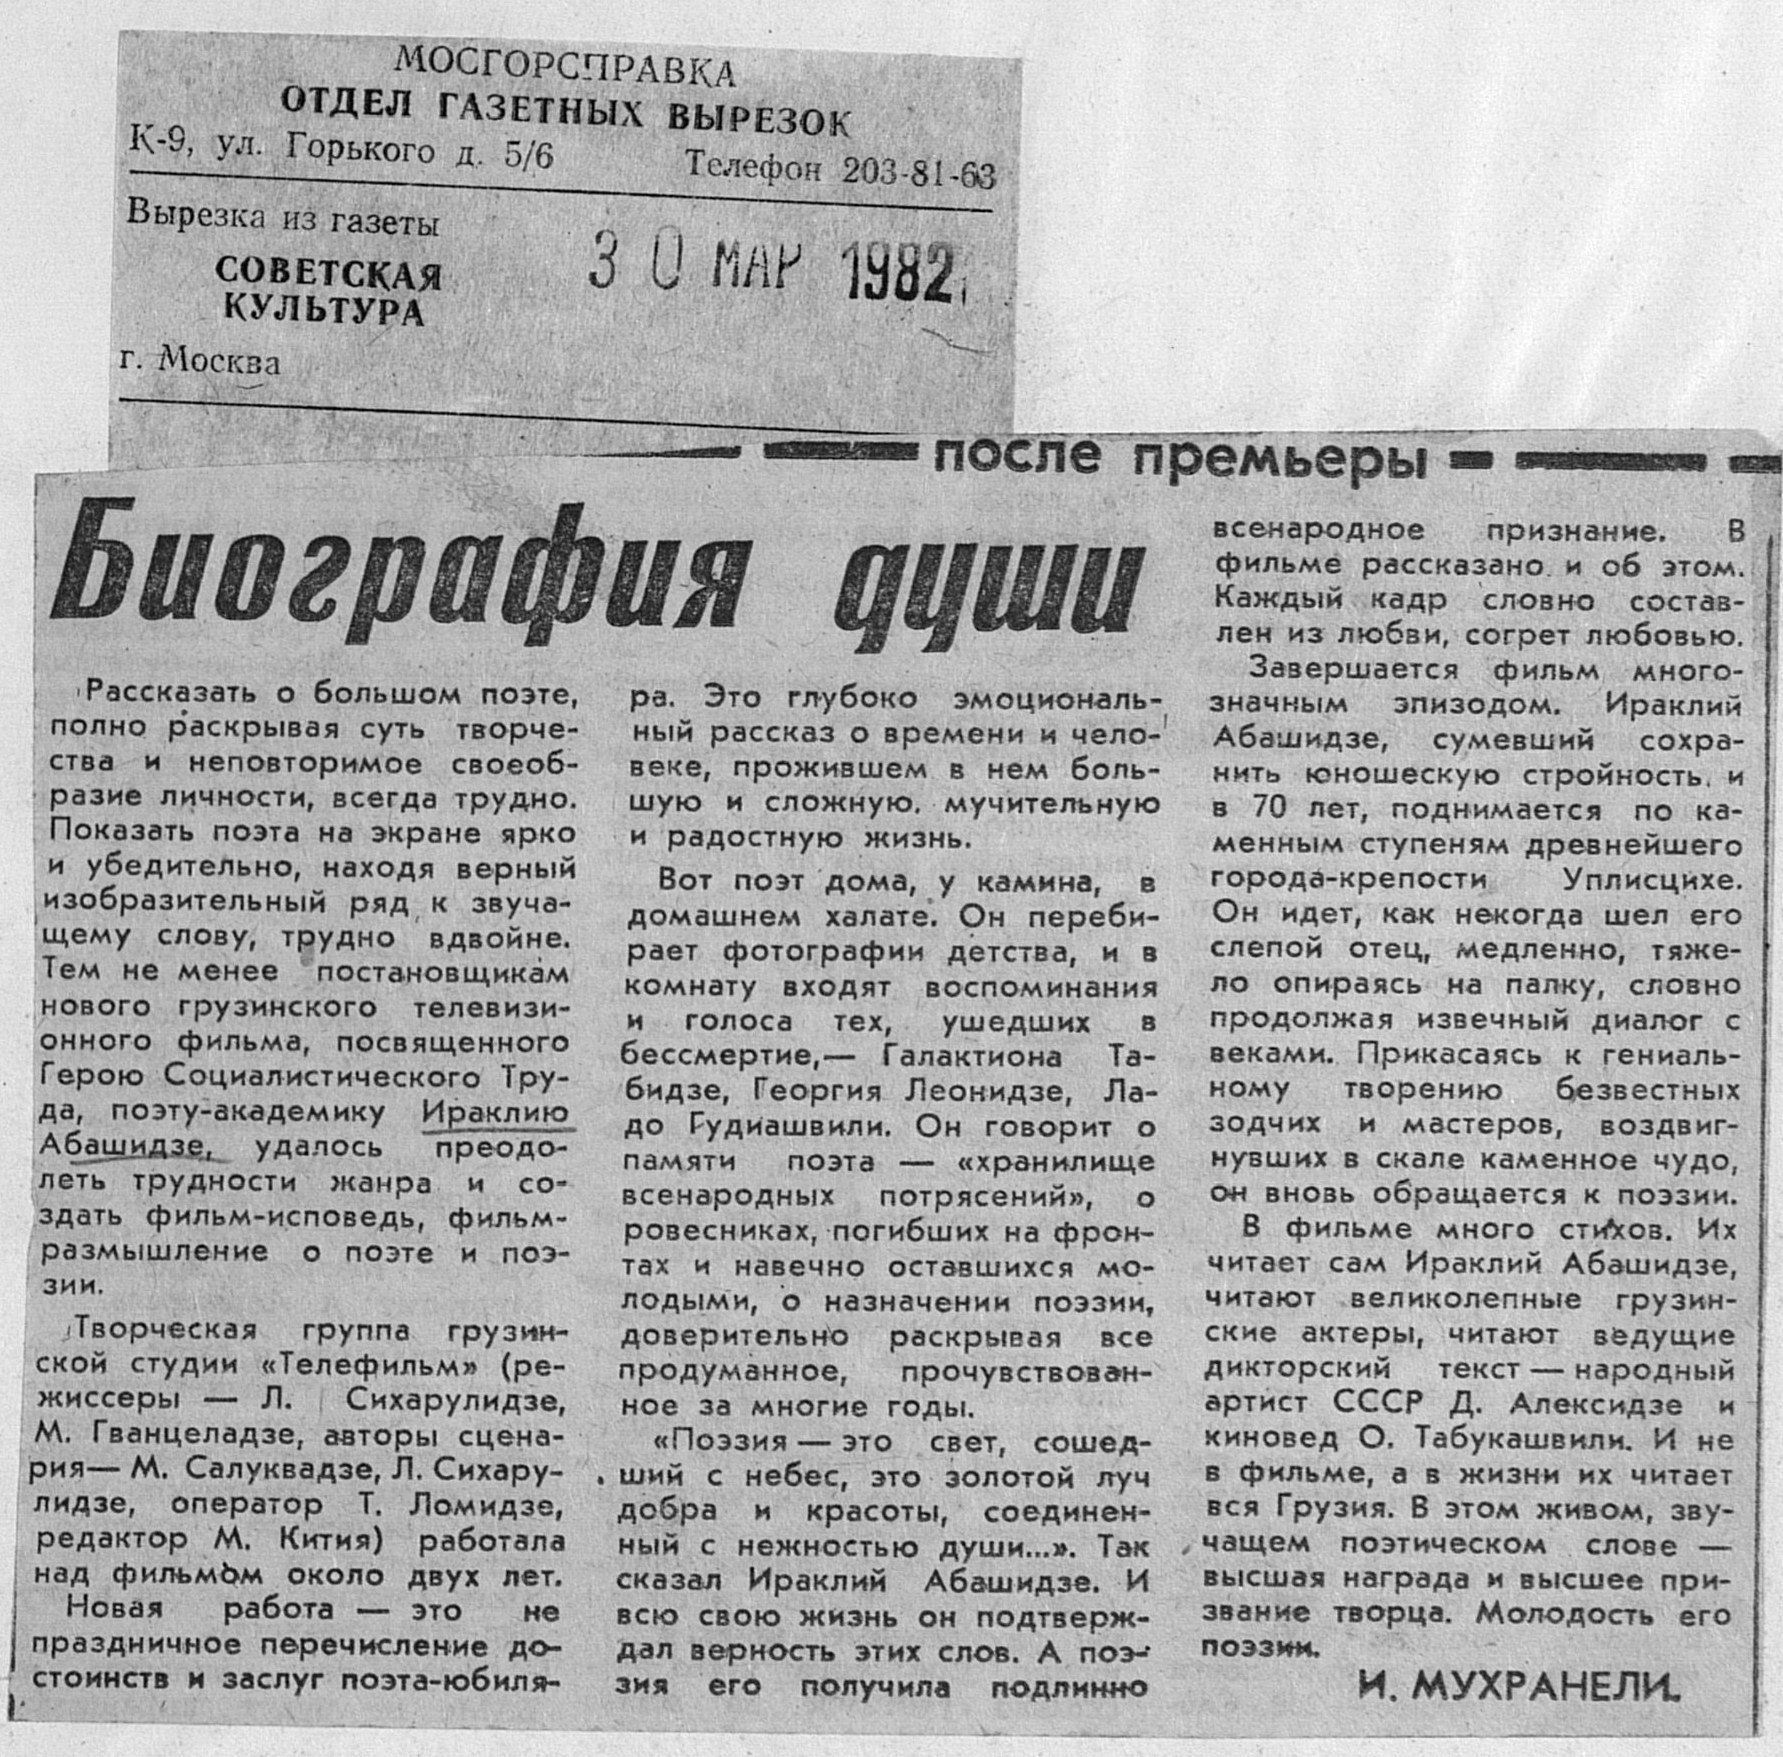 МОСГОРСПРАВКА
ОТДЕЛ ГАЗЕТНЫХ ВЫРЕЗОК
К-9, ул. Горького д. 5/6 Телефон 203-81-63
Вырезка из газеты
СОВЕТСКАЯ
КУЛЬТУРА
30 МАР 1982
г. Москва
после премьеры
Биография души
Рассказать о большом поэте,
полно раскрывая суть творче-
ства и неповторимое своеоб-
разие личности, всегда трудно.
Показать поэта на экране ярко
и убедительно, находя верный
изобразительный ряд к звуча-
щему слову, трудно вдвойне.
Тем не менее постановщикам
нового грузинского телевизи-
онного фильма, посвященного
Герою Социалистического Тру-
да, поэту-академику Ираклию
Абашидзе, удалось преодо-
леть трудности жанра и со-
здать фильм-исповедь, фильм-
размышление о поэте и поэ-
зии.
Творческая группа грузин-
ской студии «Телефильм» (ре-
жиссеры — Л. Сихарулидзе,
М. Гванцеладзе, авторы сцена-
рия— М. Салуквадзе, Л. Сихару-
лидзе, оператор Т. Ломидзе,
редактор М. Кития) работала
над фильмом около двух лет.
Новая работа — это не
праздничное перечисление до-
стоинств и заслуг поэта-юбиля-
ра. Это глубоко эмоциональ-
ный рассказ о времени и чело-
веке, прожившем в нем боль-
шую и сложную, мучительную
и радостную жизнь.
Вот поэт дома, у камина, в
домашнем халате. Он переби-
рает фотографии детства, и в
комнату входят воспоминания
и голоса тех, ушедших в
бессмертие,— Галактиона Та-
бидзе, Георгия Леонидзе, Ла-
до Гудиашвили. Он говорит о
памяти поэта — «хранилище
всенародных потрясений», о
ровесниках, погибших на фрон-
тах и навечно оставшихся мо-
лодыми, о назначении поэзии,
доверительно раскрывая все
продуманное, прочувствован-
ное за многие годы.
«Поэзия — это свет, сошед-
ший с небес, это золотой луч
добра и красоты, соединен-
ный с нежностью души...». Так
сказал Ираклий Абашидзе. И
всю свою жизнь он подтверж-
дал верность этих слов. А поэ-
зия его получила подлинно
всенародное признание. В
фильме рассказано и об этом.
Каждый кадр словно состав-
лен из любви, согрет любовью.
Завершается фильм много-
значным эпизодом. Ираклий
Абашидзе, сумевший сохра-
нить юношескую стройность и
в 70 лет, поднимается по ка-
менным ступеням древнейшего
города-крепости Уплисцихе.
Он идет, как некогда шел его
слепой отец, медленно, тяже-
ло опираясь на палку, словно
продолжая извечный диалог с
веками. Прикасаясь к гениаль-
ному творению безвестных
зодчих и мастеров, воздвиг-
нувших в скале каменное чудо,
он вновь обращается к поэзии.
В фильме много стихов. Их
читает сам Ираклий Абашидзе,
читают великолепные грузин-
ские актеры, читают ведущие
дикторский текст — народный
артист СССР Д. Алексидзе и
киновед О. Табукашвили. И не
в фильме, а в жизни их читает
вся Грузия. В этом живом, зву-
чащем поэтическом слове —
высшая награда и высшее при-
звание творца. Молодость его
поэзии.
И. МУХРАНЕЛИ.